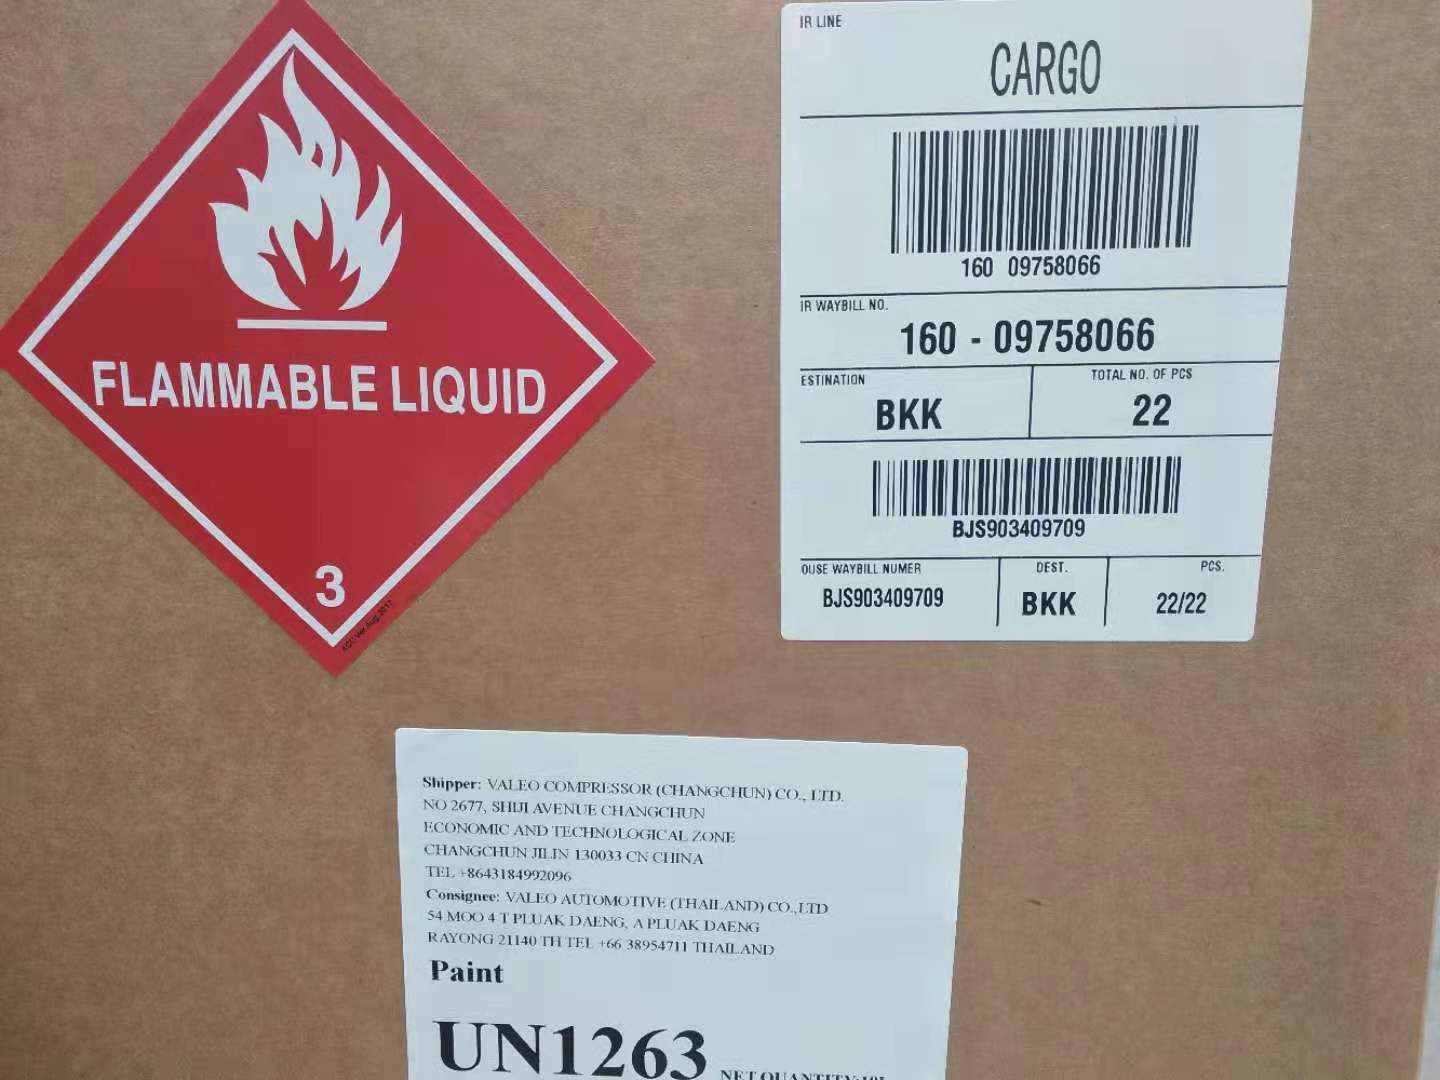 FLAMMABLE LIQUID
3
IR LINE
CARGO
160 09758066
IR WAYBILL NO.
160 - 09758066
ESTINATION
TOTAL NO. OF PCS
BKK
22
BJS903409709
OUSE WAYBILL NUMER
DEST.
PCS.
BJS903409709
BKK
22/22
Shipper: VALEO COMPRESSOR (CHANGCHUN) CO., LTD.
NO 2677, SHIJI AVENUE CHANGCHUN
ECONOMIC AND TECHNOLOGICAL ZONE
CHANGCHUN JILIN 130033 CN CHINA
TEL +8643184992096
Consignee: VALEO AUTOMOTIVE (THAILAND) CO.,LTD
54 MOO 4 T PLUAK DAENG, A PLUAK DAENG
RAYONG 21140 TH TEL +66 38954711 THAILAND
Paint
UN1263
NET QUANTITY: